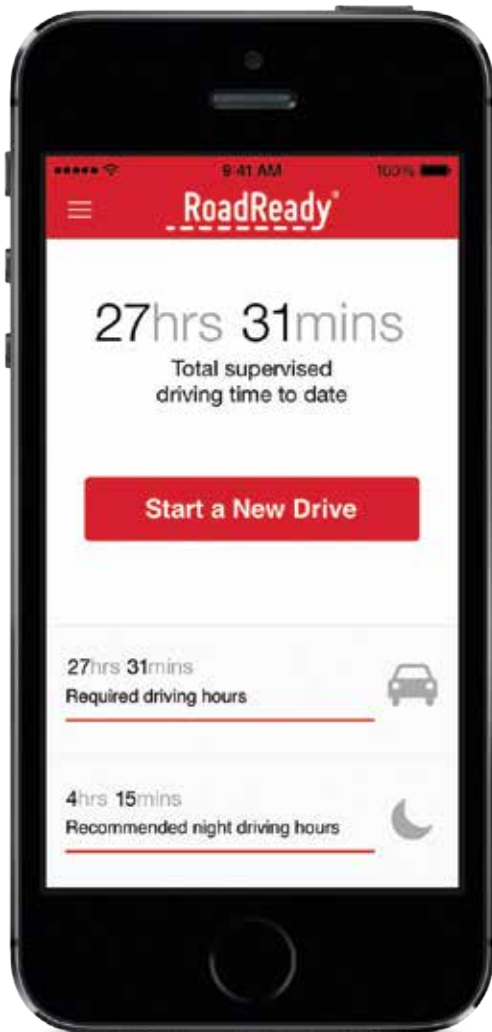 9:41 AM
100%
RoadReady®
27hrs 31mins
Total supervised
driving time to date
Start a New Drive
27hrs 31mins
Required driving hours
4hrs 15mins
Recommended night driving hours